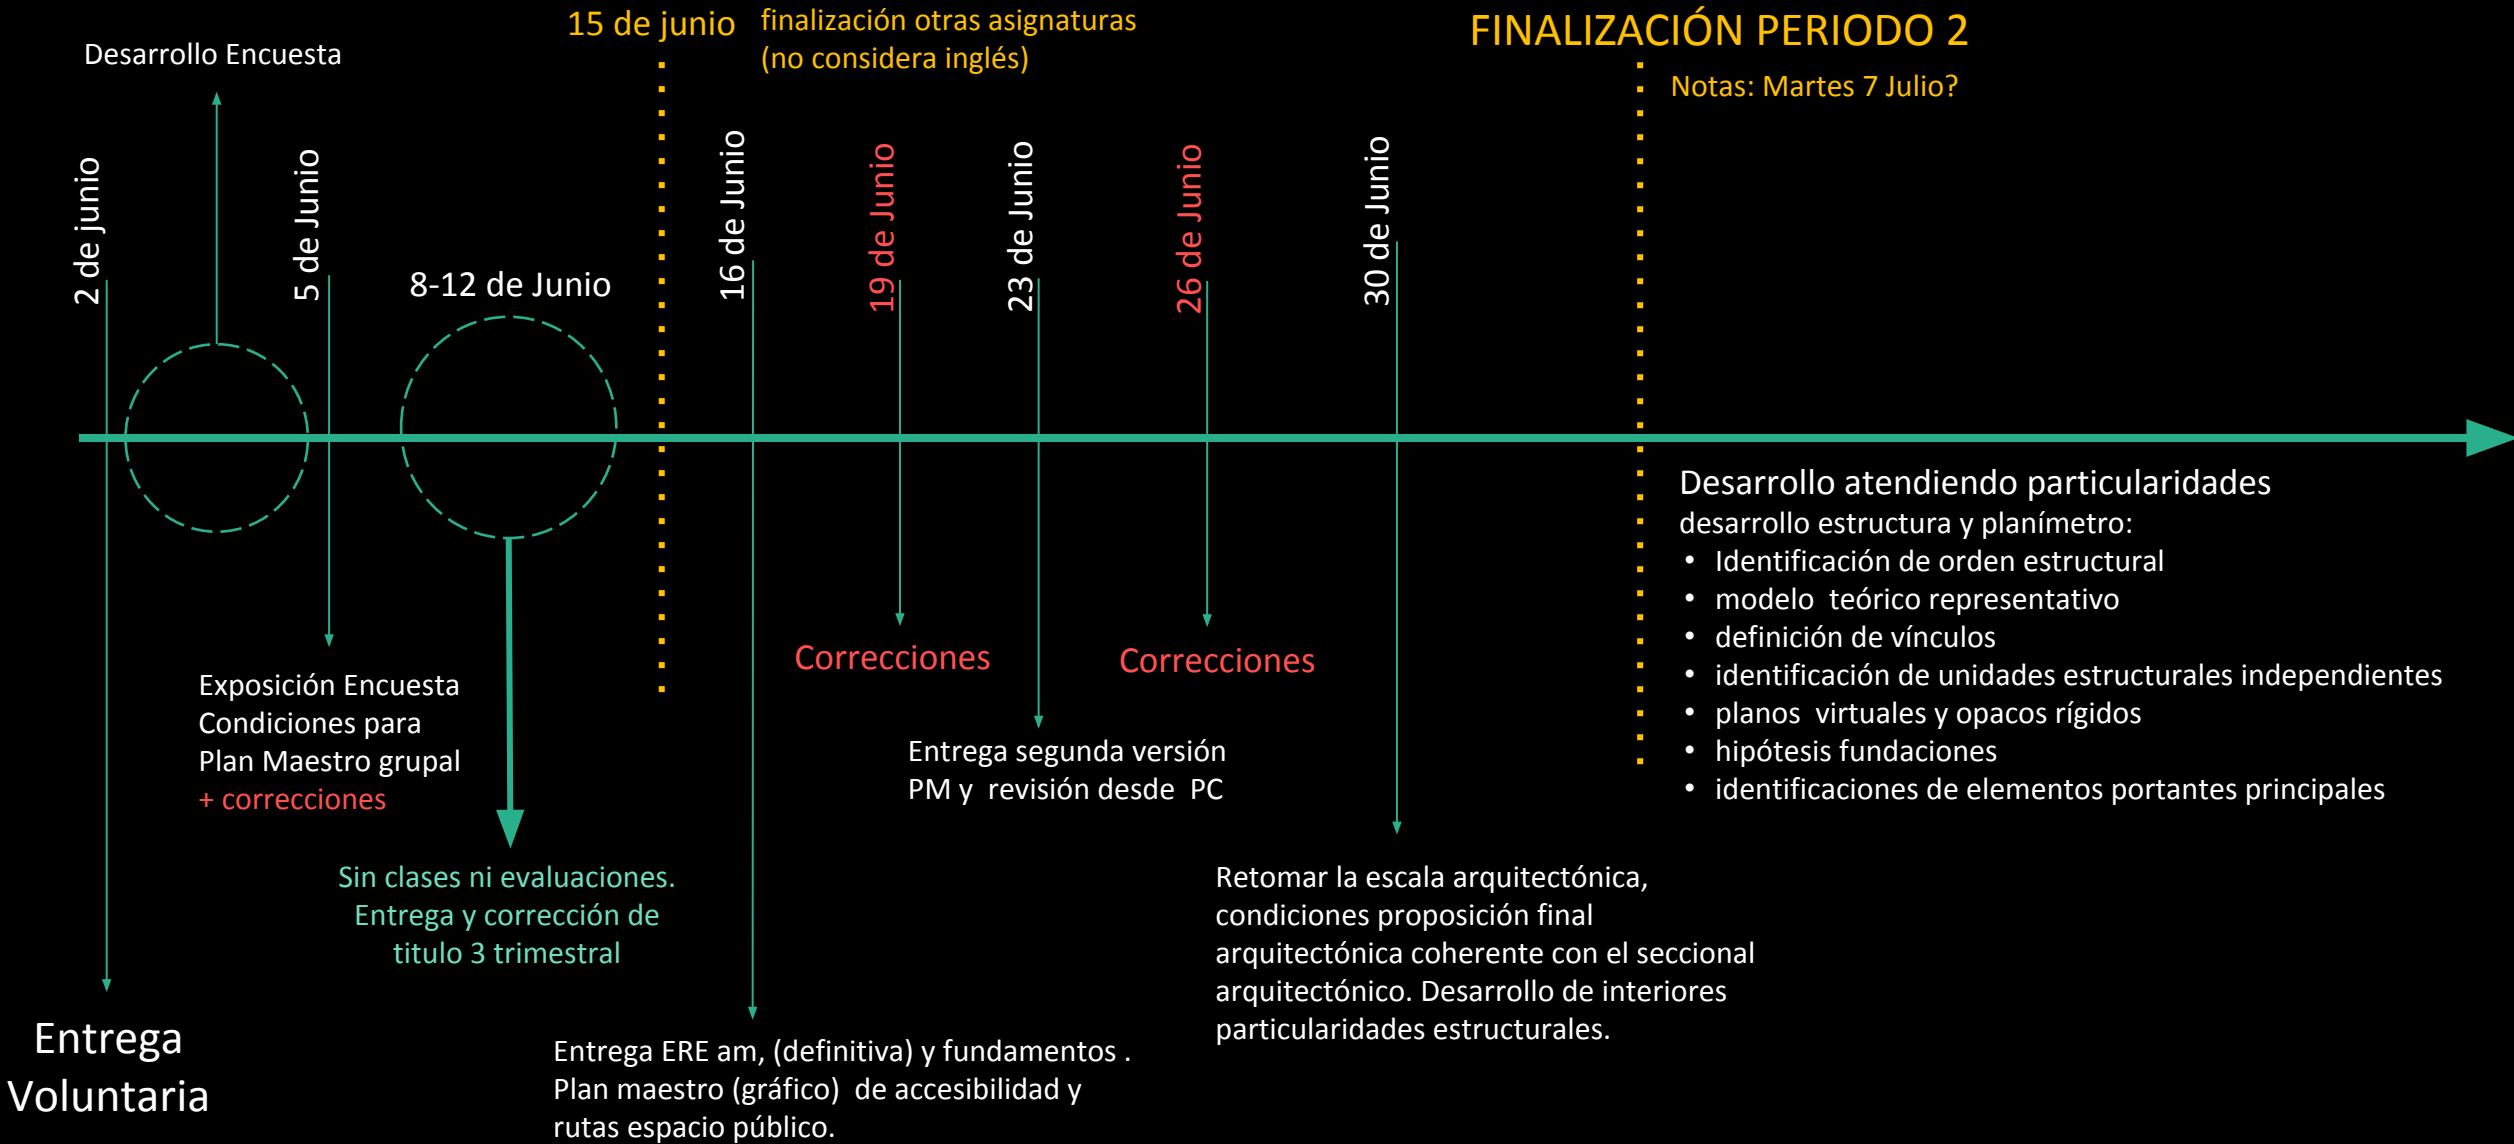 15 de junio
finalización otras asignaturas
(no considera inglés)
FINALIZACIÓN PERIODO 2
Notas: Martes 7 Julio?
Desarrollo Encuesta
2 de junio
5 de Junio
8-12 de Junio
16 de Junio
19 de Junio
23 de Junio
26 de Junio
30 de Junio
Desarrollo atendiendo particularidades
desarrollo estructura y planímetro:
• Identificación de orden estructural
• modelo teórico representativo
• definición de vínculos
• identificación de unidades estructurales independientes
• planos virtuales y opacos rígidos
• hipótesis fundaciones
• identificaciones de elementos portantes principales
Correcciones
Correcciones
Exposición Encuesta
Condiciones para
Plan Maestro grupal
+ correcciones
Entrega segunda versión
PM y revisión desde PC
Sin clases ni evaluaciones.
Entrega y corrección de
titulo 3 trimestral
Retomar la escala arquitectónica,
condiciones proposición final
arquitectónica coherente con el seccional
arquitectónico. Desarrollo de interiores
particularidades estructurales.
Entrega
Voluntaria
Entrega ERE am, (definitiva) y fundamentos .
Plan maestro (gráfico) de accesibilidad y
rutas espacio público.